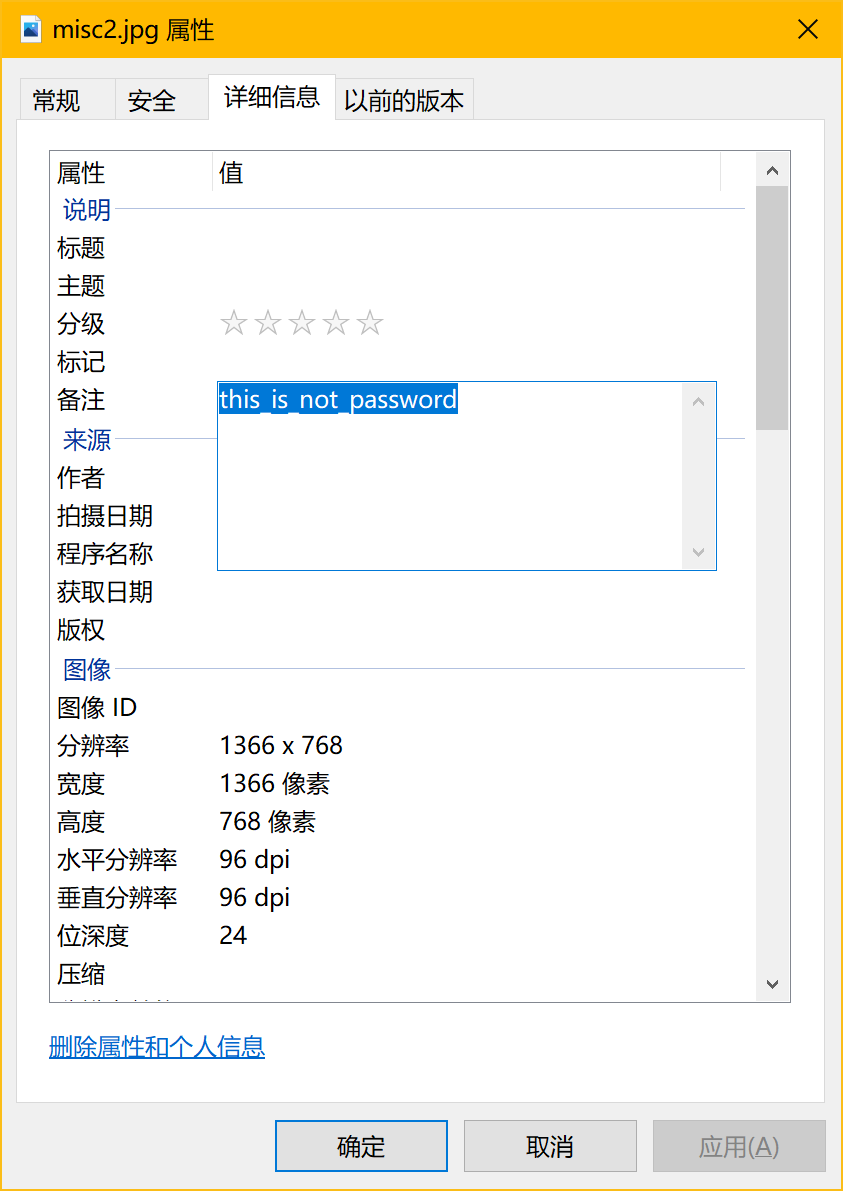 misc2.jpg 属性
常规 安全 详细信息 以前的版本
属性 值
说明
标题
主题
分级 ☆☆☆☆☆
标记
备注 this_is_not_password
来源
作者
拍摄日期
程序名称
获取日期
版权
图像
图像 ID
分辨率 1366 x 768
宽度 1366 像素
高度 768 像素
水平分辨率 96 dpi
垂直分辨率 96 dpi
位深度 24
压缩
删除属性和个人信息
确定 取消 应用(A)